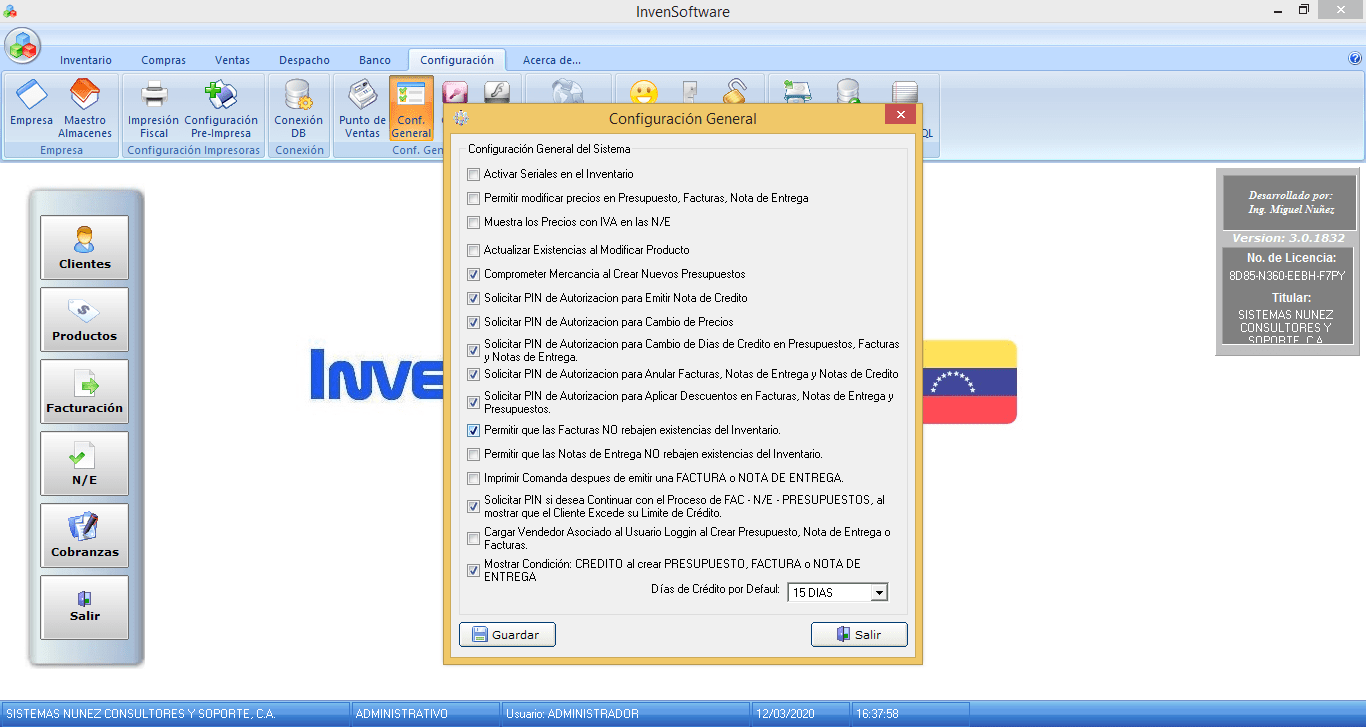 InvenSoftware
Inventario
Compras
Ventas
Despacho
Banco
Configuración
Acerca de...
Empresa
Maestro
Almacenes
Impresión
Fiscal
Configuración
Pre-Impresa
Conexión
DB
Punto de
Ventas
Conf.
General
QL
Empresa
Configuración Impresoras
Conexión
Conf. Gen
Configuración General
Configuración General del Sistema
Activar Seriales en el Inventario
Permitir modificar precios en Presupuesto, Facturas, Nota de Entrega
Muestra los Precios con IVA en las N/E
Actualizar Existencias al Modificar Producto
Comprometer Mercancia al Crear Nuevos Presupuestos
Solicitar PIN de Autorizacion para Emitir Nota de Credito
Solicitar PIN de Autorizacion para Cambio de Precios
Solicitar PIN de Autorizacion para Cambio de Dias de Credito en Presupuestos, Facturas
y Notas de Entrega.
Solicitar PIN de Autorizacion para Anular Facturas, Notas de Entrega y Notas de Credito
Solicitar PIN de Autorizacion para Aplicar Descuentos en Facturas, Notas de Entrega y
Presupuestos.
Permitir que las Facturas NO rebajen existencias del Inventario.
Permitir que las Notas de Entrega NO rebajen existencias del Inventario.
Imprimir Comanda despues de emitir una FACTURA o NOTA DE ENTREGA.
Solicitar PIN si desea Continuar con el Proceso de FAC - N/E - PRESUPUESTOS, al
mostrar que el Cliente Excede su Limite de Crédito.
Cargar Vendedor Asociado al Usuario Loggin al Crear Presupuesto, Nota de Entrega o
Facturas.
Mostrar Condición: CREDITO al crear PRESUPUESTO, FACTURA o NOTA DE
ENTREGA
Días de Crédito por Defaul:
15 DIAS
Guardar
Salir
Clientes
Productos
Facturación
N/E
Cobranzas
Salir
INVE
Desarrollado por:
Ing. Miguel Nuñez
Version: 3.0.1832
No. de Licencia:
8D85-N360-EEBH-F7PY
Titular:
SISTEMAS NUNEZ
CONSULTORES Y
SOPORTE, C.A.
SISTEMAS NUNEZ CONSULTORES Y SOPORTE, C.A.
ADMINISTRATIVO
Usuario: ADMINISTRADOR
12/03/2020
16:37:58